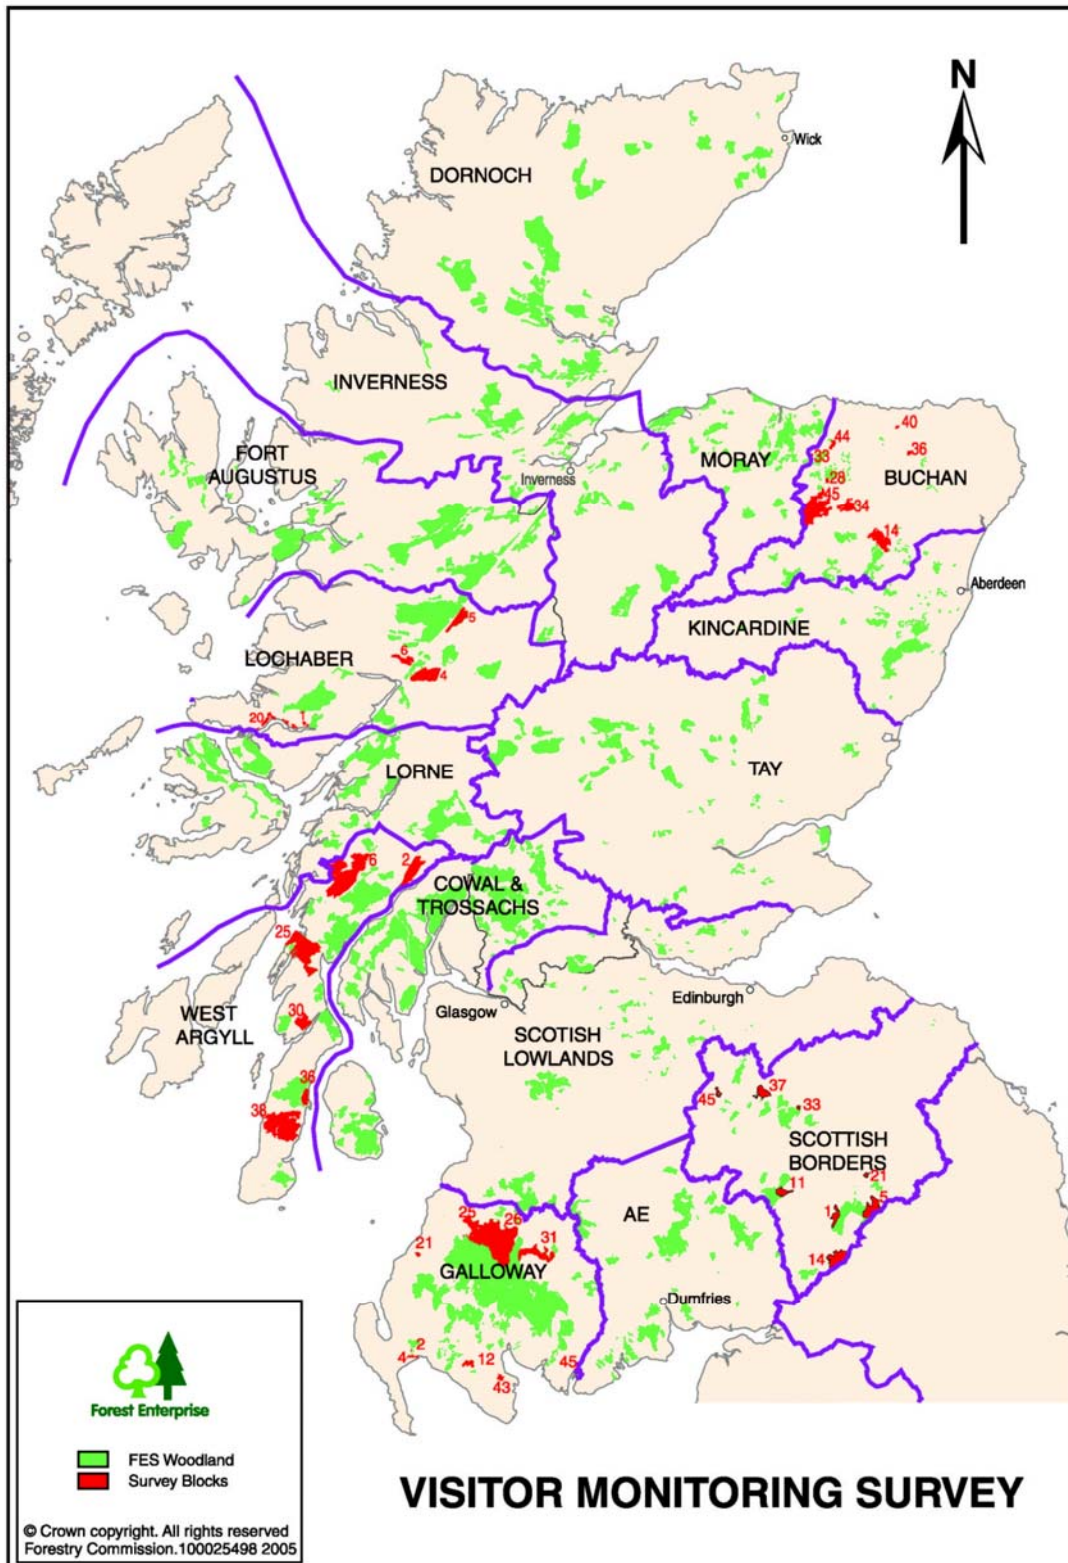 N
Wick
DORNOCH
INVERNESS
40
44
33
36
MORAY
FORT
AUGUSTUS
Inverness
BUCHAN
28
45
34
14
Aberdeen
5
KINCARDINE
LOCHABER
6
4
20
1
LORNE
TAY
6
2
COWAL &
TROSSACHS
25
Edinburgh
Glasgow
WEST
ARGYLL
30
SCOTISH
LOWLANDS
36
38
45
37
33
SCOTTISH
BORDERS
21
11
5
1
AE
25
26
21
31
14
GALLOWAY
Dumfries
2
4
12
45
43
Forest Enterprise
FES Woodland
Survey Blocks
VISITOR MONITORING SURVEY
© Crown copyright. All rights reserved
Forestry Commission.100025498 2005